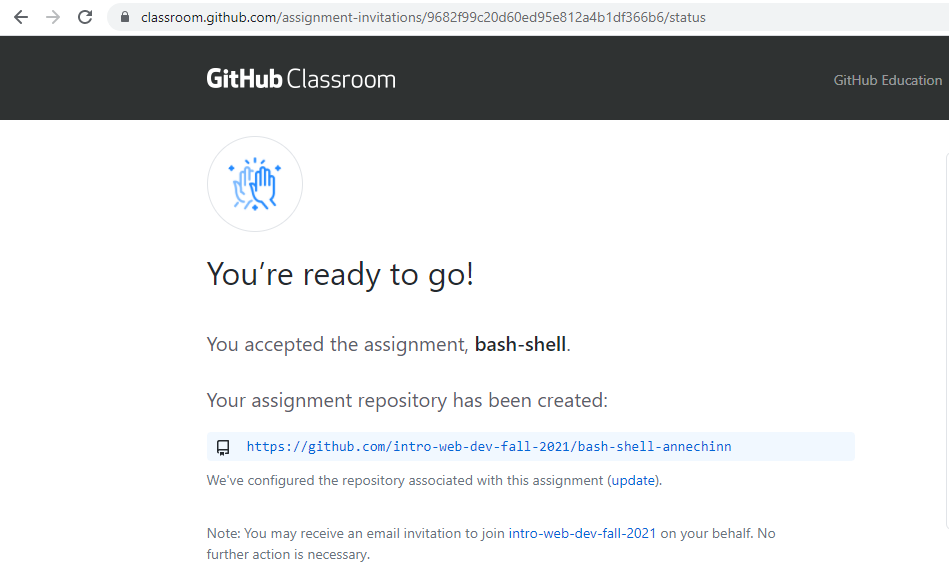 classroom.github.com/assignment-invitations/9682f99c20d60ed95e812a4b1df366b6/status
GitHub Classroom
GitHub Education
You’re ready to go!
You accepted the assignment, bash-shell.
Your assignment repository has been created:
https://github.com/intro-web-dev-fall-2021/bash-shell-annechinn
We've configured the repository associated with this assignment (update).
Note: You may receive an email invitation to join intro-web-dev-fall-2021 on your behalf. No
further action is necessary.